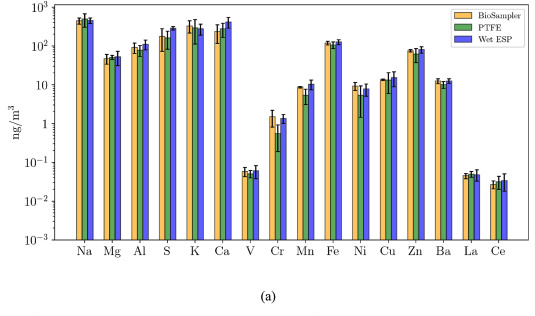 10³
BioSampler
PTFE
Wet ESP
10²
10
1
10⁻¹
10⁻²
10⁻³
ng/m³
Na Mg Al S K Ca V Cr Mn Fe Ni Cu Zn Ba La Ce
(a)